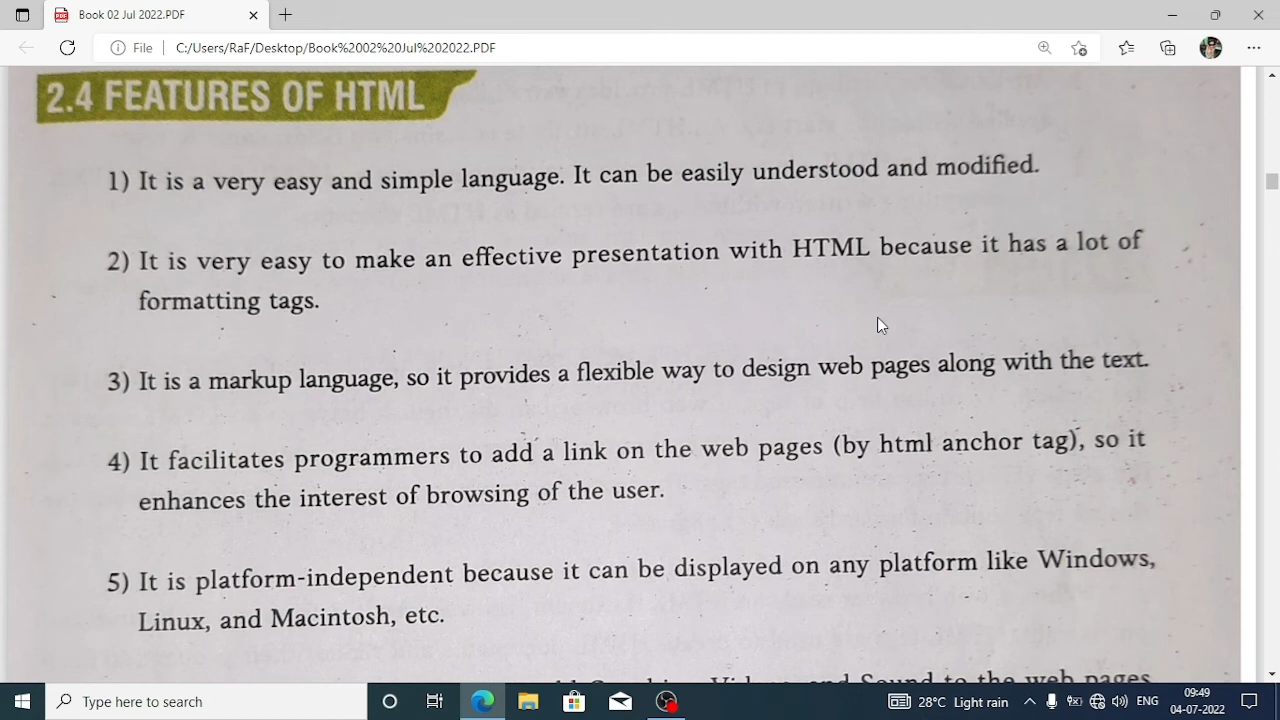 Book 02 Jul 2022.PDF
File
C:/Users/RaF/Desktop/Book%2002%20Jul%202022.PDF
2.4 FEATURES OF HTML
1) It is a very easy and simple language. It can be easily understood and modified.
2) It is very easy to make an effective presentation with HTML because it has a lot of
formatting tags.
3) It is a markup language, so it provides a flexible way to design web pages along with the text.
4) It facilitates programmers to add a link on the web pages (by html anchor tag), so it
enhances the interest of browsing of the user.
5) It is platform-independent because it can be displayed on any platform like Windows,
Linux, and Macintosh, etc.
Sound to the web pages
Type here to search
28°C Light rain
ENG
09:49
04-07-2022